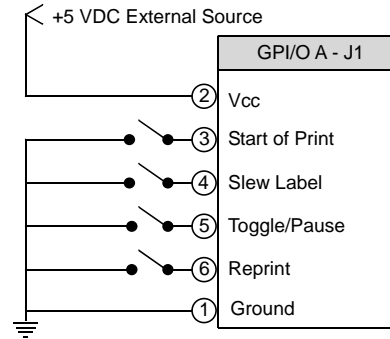 +5 VDC External Source
GPI/O A - J1
2 Vcc
3 Start of Print
4 Slew Label
5 Toggle/Pause
6 Reprint
1 Ground